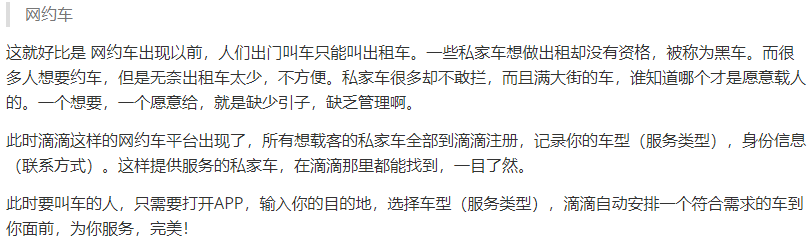 网约车
这就好比是 网约车出现以前，人们出门叫车只能叫出租车。一些私家车想做出租却没有资格，被称为黑车。而很
多人想要约车，但是无奈出租车太少，不方便。私家车很多却不敢拦，而且满大街的车，谁知道哪个才是愿意载人
的。一个想要，一个愿意给，就是缺少引子，缺乏管理啊。
此时滴滴这样的网约车平台出现了，所有想载客的私家车全部到滴滴注册，记录你的车型（服务类型），身份信息
（联系方式）。这样提供服务的私家车，在滴滴那里都能找到，一目了然。
此时要叫车的人，只需要打开APP，输入你的目的地，选择车型（服务类型），滴滴自动安排一个符合需求的车到
你面前，为你服务，完美！